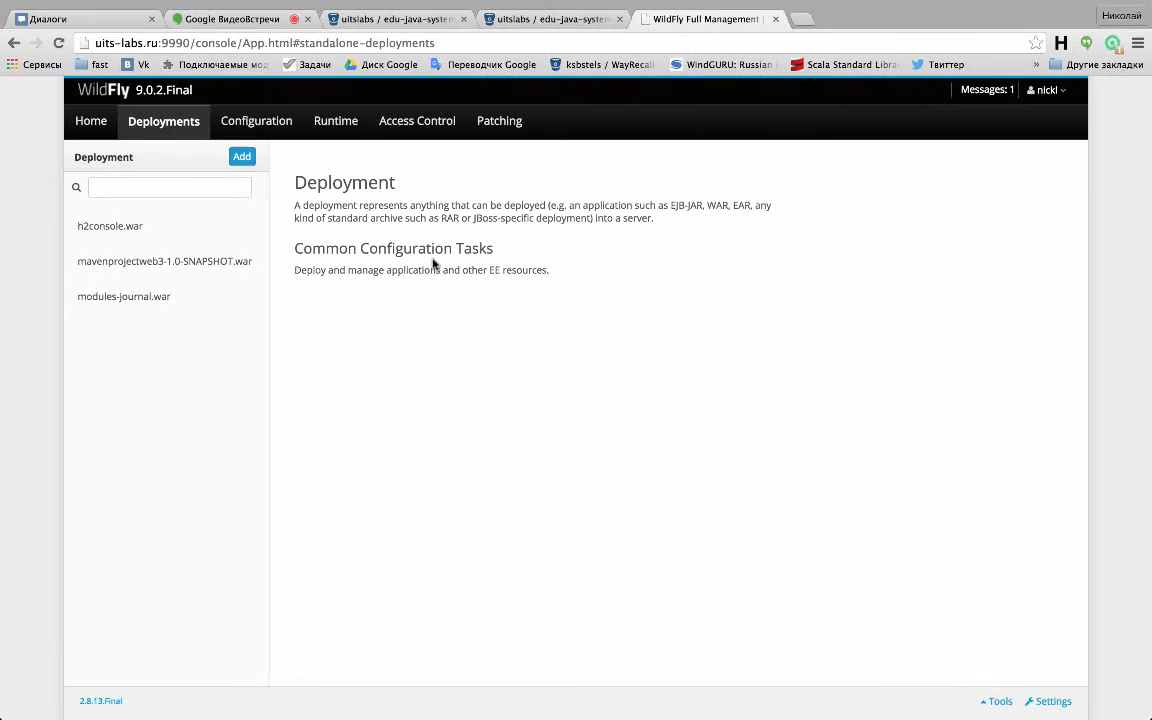 Диалоги
Google ВидеоВстречи
uitslabs / edu-java-system
uitslabs / edu-java-system
WildFly Full Management
Николай
uits-labs.ru:9990/console/App.html#standalone-deployments
Сервисы
fast
Vk
Подключаемые мод
Задачи
Диск Google
Переводчик Google
ksbstels / WayRecall
WindGURU: Russian
Scala Standard Libra
Твиттер
»
Другие закладки
WildFly 9.0.2.Final
Messages: 1
nickl
Home
Deployments
Configuration
Runtime
Access Control
Patching
Deployment
Add
h2console.war
mavenprojectweb3-1.0-SNAPSHOT.war
modules-journal.war
Deployment
A deployment represents anything that can be deployed (e.g. an application such as EJB-JAR, WAR, EAR, any
kind of standard archive such as RAR or JBoss-specific deployment) into a server.
Common Configuration Tasks
Deploy and manage applications and other EE resources.
2.8.13.Final
Tools
Settings